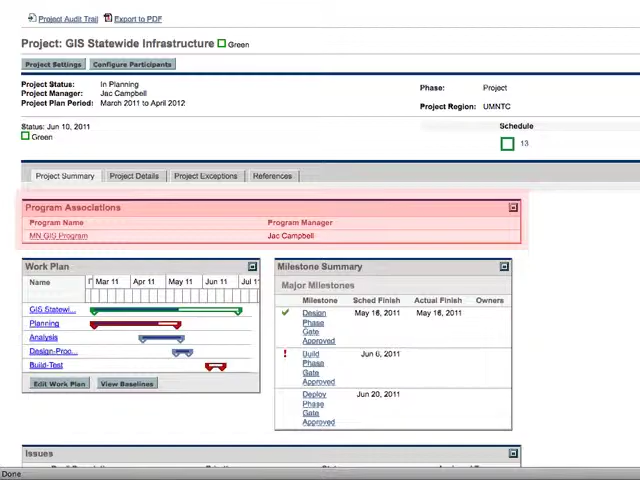 Project Audit Trail Export to PDF
Project: GIS Statewide Infrastructure Green
Project Settings Configure Participants
Project Status: In Planning
Project Manager: Jac Campbell
Project Plan Period: March 2011 to April 2012
Phase: Project
Project Region: UMNTC
Status: Jun 10, 2011
Green
Schedule
13
Project Summary Project Details Project Exceptions References
Program Associations
Program Name Program Manager
MN GIS Program Jac Campbell
Work Plan
Name Mar 11 Apr 11 May 11 Jun 11 Jul 1
GIS Statewi...
Planning
Analysis
Design-Proc...
Build-Test
Edit Work Plan View Baselines
Milestone Summary
Major Milestones
Milestone Sched Finish Actual Finish Owners
Design May 16, 2011 May 16, 2011
Phase
Gate
Approved
! Build Jun 6, 2011
Phase
Gate
Approved
Deploy Jun 20, 2011
Phase
Gate
Approved
Issues
Done